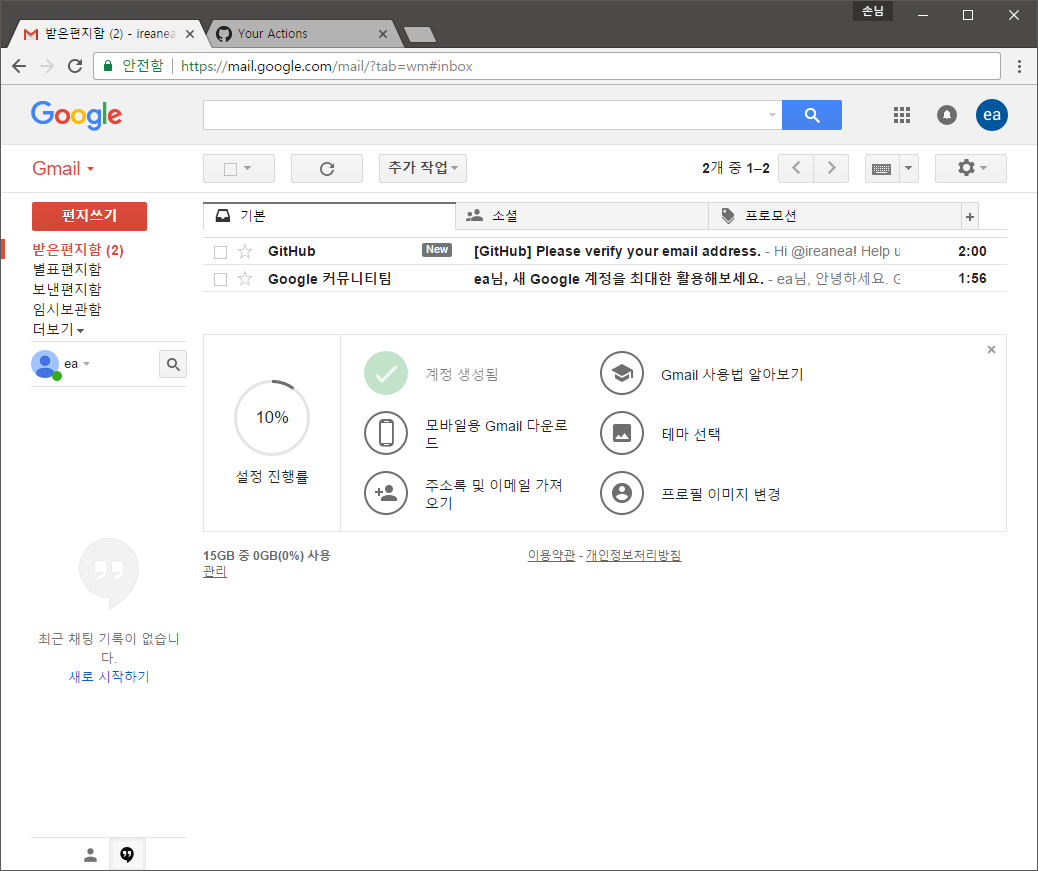 손님
받은편지함 (2) - ireanea
Your Actions
안전함
https://mail.google.com/mail/?tab=wm#inbox
Google
ea
Gmail
추가 작업
2개 중 1–2
편지쓰기
기본
소셜
프로모션
+
받은편지함 (2)
별표편지함
보낸편지함
임시보관함
더보기
GitHub
New
[GitHub] Please verify your email address. - Hi @ireanea! Help u
2:00
Google 커뮤니티팀
ea님, 새 Google 계정을 최대한 활용해보세요. - ea님, 안녕하세요. G
1:56
ea
10%
설정 진행률
계정 생성됨
Gmail 사용법 알아보기
모바일용 Gmail 다운로
드
테마 선택
주소록 및 이메일 가져
오기
프로필 이미지 변경
15GB 중 0GB(0%) 사용
관리
이용약관 - 개인정보처리방침
최근 채팅 기록이 없습니
다.
새로 시작하기